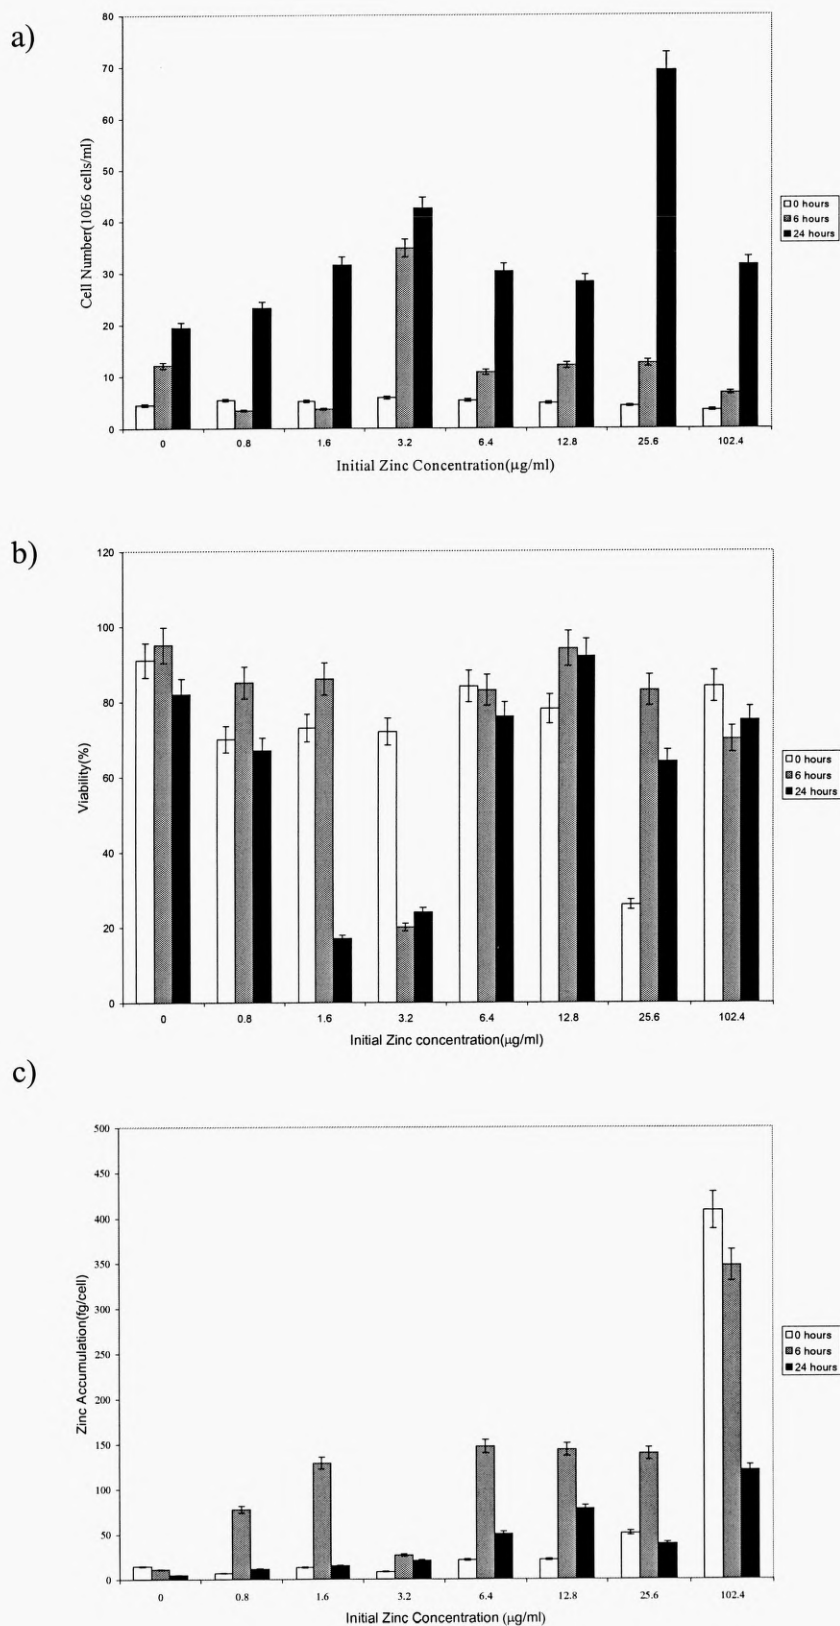 a)
80
70
60
50
40
30
20
10
0
Cell Number(10E6 cells/ml)
0 0.8 1.6 3.2 6.4 12.8 25.6 102.4
Initial Zinc Concentration(µg/ml)
0 hours
6 hours
24 hours
b)
120
100
80
60
40
20
0
Viability(%)
0 0.8 1.6 3.2 6.4 12.8 25.6 102.4
Initial Zinc concentration(µg/ml)
0 hours
6 hours
24 hours
c)
500
450
400
350
300
250
200
150
100
50
0
Zinc Accumulation(fg/cell)
0 0.8 1.6 3.2 6.4 12.8 25.6 102.4
Initial Zinc Concentration (µg/ml)
0 hours
6 hours
24 hours